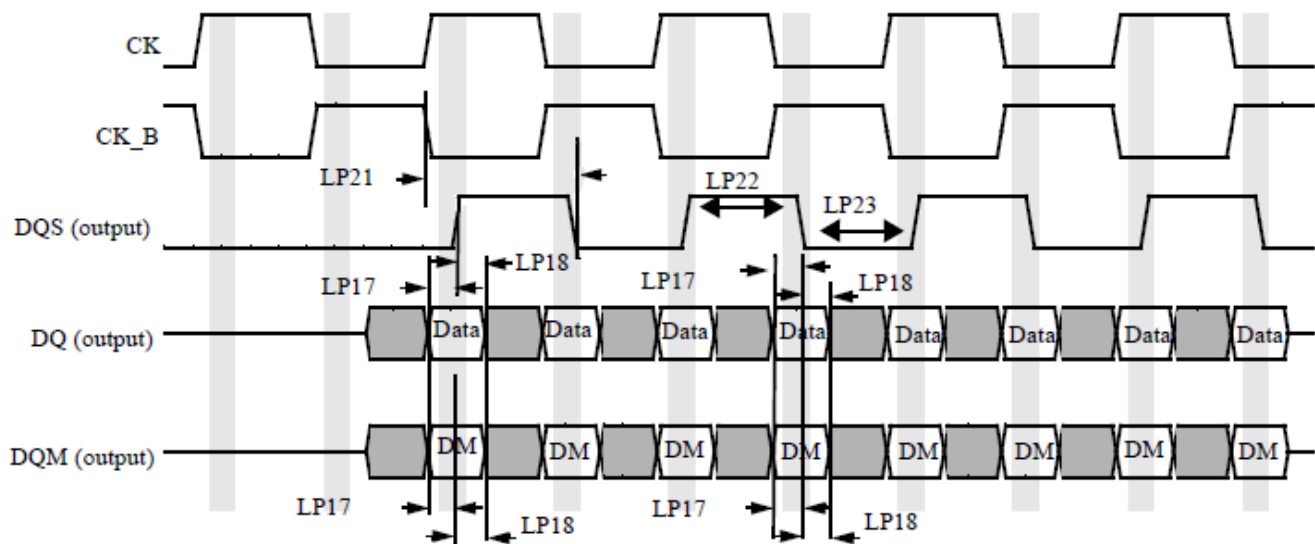 CK
CK_B
LP21
LP22
LP23
DQS (output)
LP18
LP17
LP17
LP18
DQ (output)
Data Data Data Data Data Data Data Data
DQM (output)
DM DM DM DM DM DM DM DM
LP17
LP18
LP17
LP18